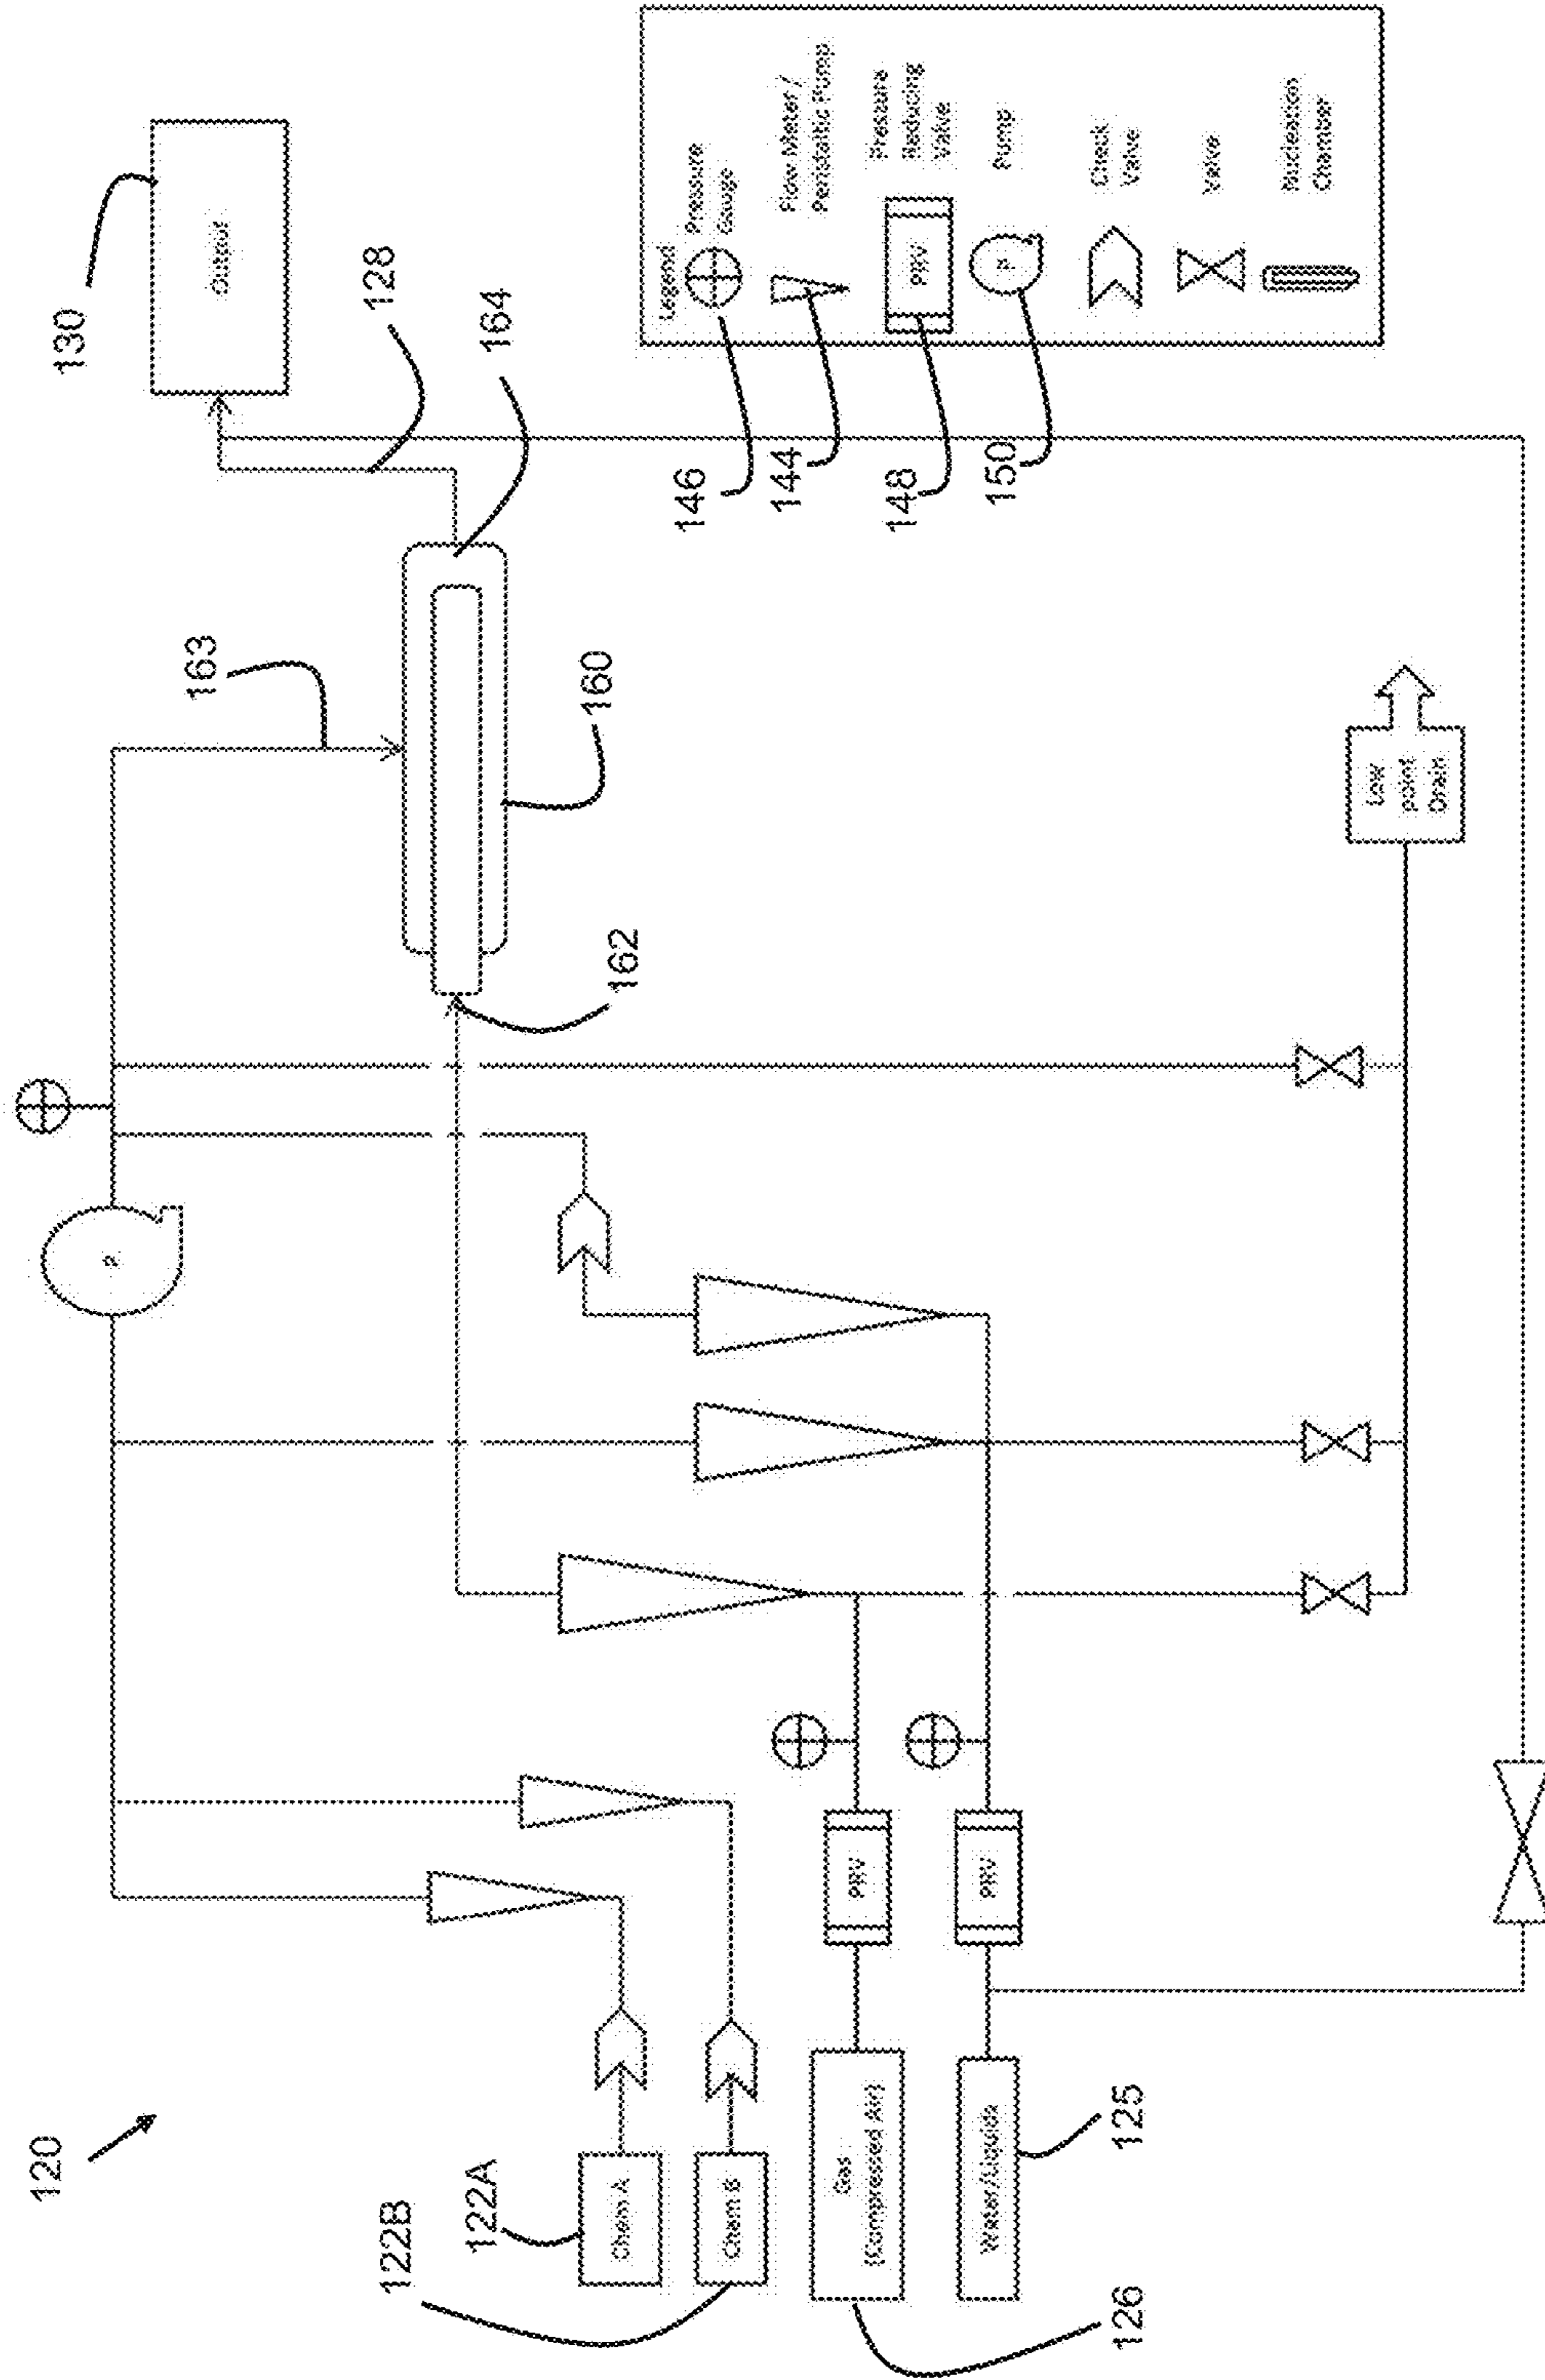 120
130
Output
128
164
163
160
162
P
122A
Chem A
122B
Chem B
126
Gas
(Compressed Air)
125
Water/Liquids
PRV
PRV
Low
point
Drain
Legend
146
Pressure
Gauge
144
Flow Meter /
Peristaltic Pump
148
PRV
Pressure
Reducing
Valve
150
P
Pump
Check
Valve
Valve
Nucleation
Chamber